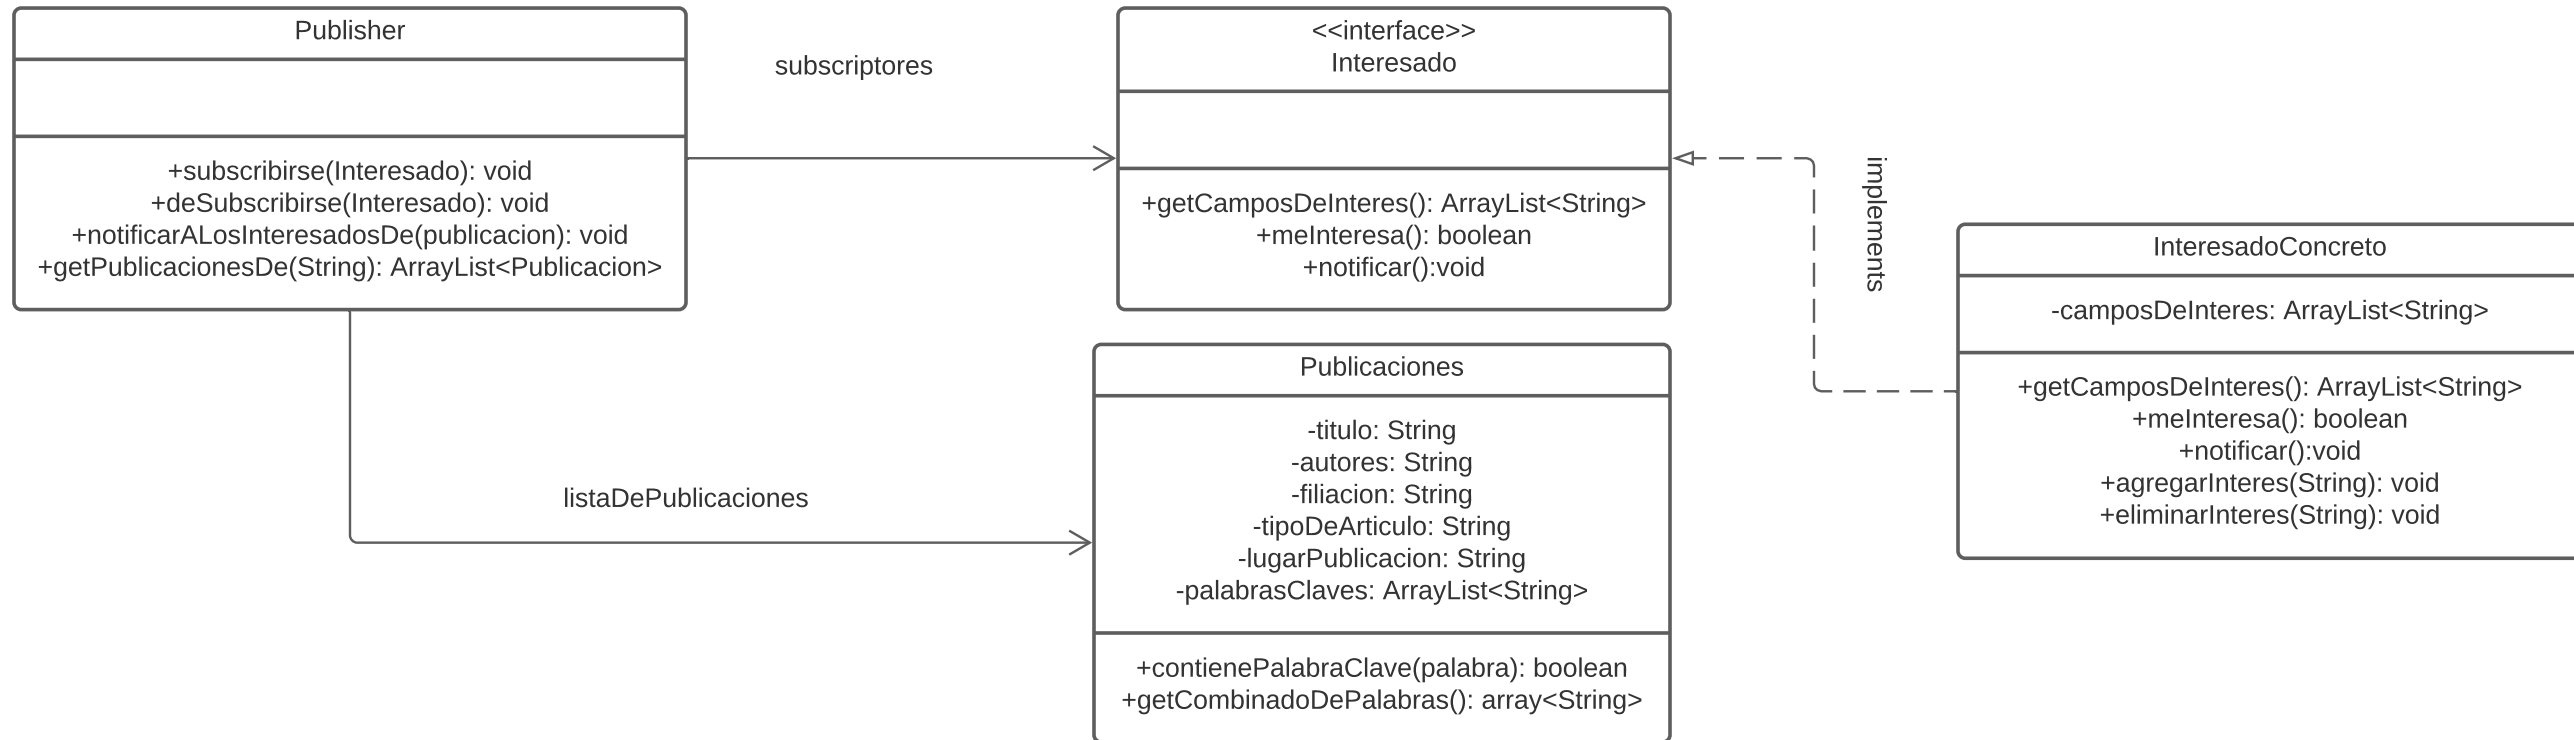 Publisher
+subscribirse(Interesado): void
+deSubscribirse(Interesado): void
+notificarALosInteresadosDe(publicacion): void
+getPublicacionesDe(String): ArrayList<Publicacion>
subscriptores
<<interface>>
Interesado
+getCamposDeInteres(): ArrayList<String>
+meInteresa(): boolean
+notificar():void
implements
InteresadoConcreto
-camposDeInteres: ArrayList<String>
+getCamposDeInteres(): ArrayList<String>
+meInteresa(): boolean
+notificar():void
+agregarInteres(String): void
+eliminarInteres(String): void
listaDePublicaciones
Publicaciones
-titulo: String
-autores: String
-filiacion: String
-tipoDeArticulo: String
-lugarPublicacion: String
-palabrasClaves: ArrayList<String>
+contienePalabraClave(palabra): boolean
+getCombinadoDePalabras(): array<String>